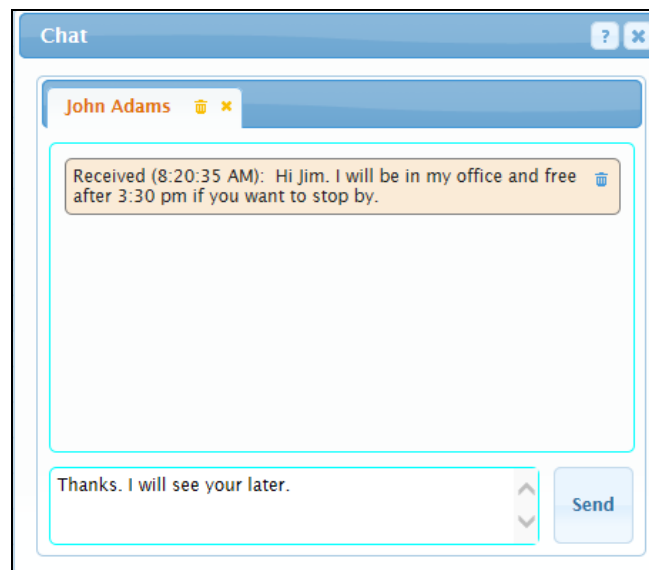 Chat
?
John Adams
Received (8:20:35 AM):  Hi Jim. I will be in my office and free
after 3:30 pm if you want to stop by.
Thanks. I will see your later.
Send